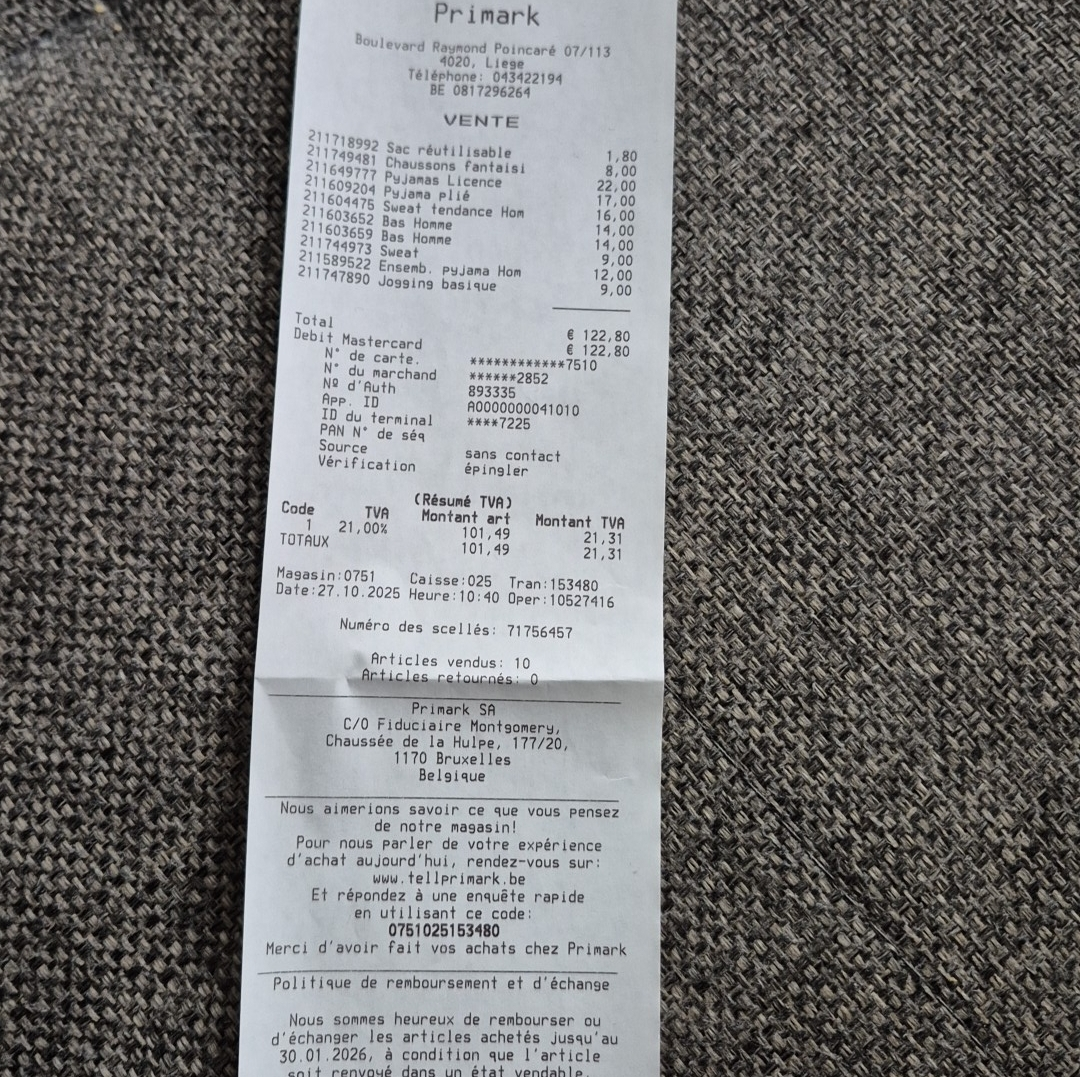 Primark
Boulevard Raymond Poincaré 07/113
4020, Liege
Téléphone: 043422194
BE 0817296264
VENTE
211718992 Sac réutilisable 1,80
211749481 Chaussons fantaisi 8,00
211649777 Pyjamas Licence 22,00
211609204 Pyjama plié 17,00
211604475 Sweat tendance Hom 16,00
211603652 Bas Homme 14,00
211603659 Bas Homme 14,00
211744973 Sweat 9,00
211589522 Ensemb. pyjama Hom 12,00
211747890 Jogging basique 9,00
Total € 122,80
Debit Mastercard € 122,80
N° de carte. ************7510
N° du marchand ******2852
Nº d'Auth 893335
App. ID A0000000041010
ID du terminal ****7225
PAN N° de séq
Source sans contact
Vérification épingler
(Résumé TVA)
Code TVA Montant art Montant TVA
1 21,00% 101,49 21,31
TOTAUX 101,49 21,31
Magasin:0751 Caisse:025 Tran:153480
Date:27.10.2025 Heure:10:40 Oper:10527416
Numéro des scellés: 71756457
Articles vendus: 10
Articles retournés: 0
Primark SA
C/O Fiduciaire Montgomery,
Chaussée de la Hulpe, 177/20,
1170 Bruxelles
Belgique
Nous aimerions savoir ce que vous pensez
de notre magasin!
Pour nous parler de votre expérience
d'achat aujourd'hui, rendez-vous sur:
www.tellprimark.be
Et répondez à une enquête rapide
en utilisant ce code:
0751025153480
Merci d'avoir fait vos achats chez Primark
Politique de remboursement et d'échange
Nous sommes heureux de rembourser ou
d'échanger les articles achetés jusqu'au
30.01.2026, à condition que l'article
soit renvoyé dans un état vendable,